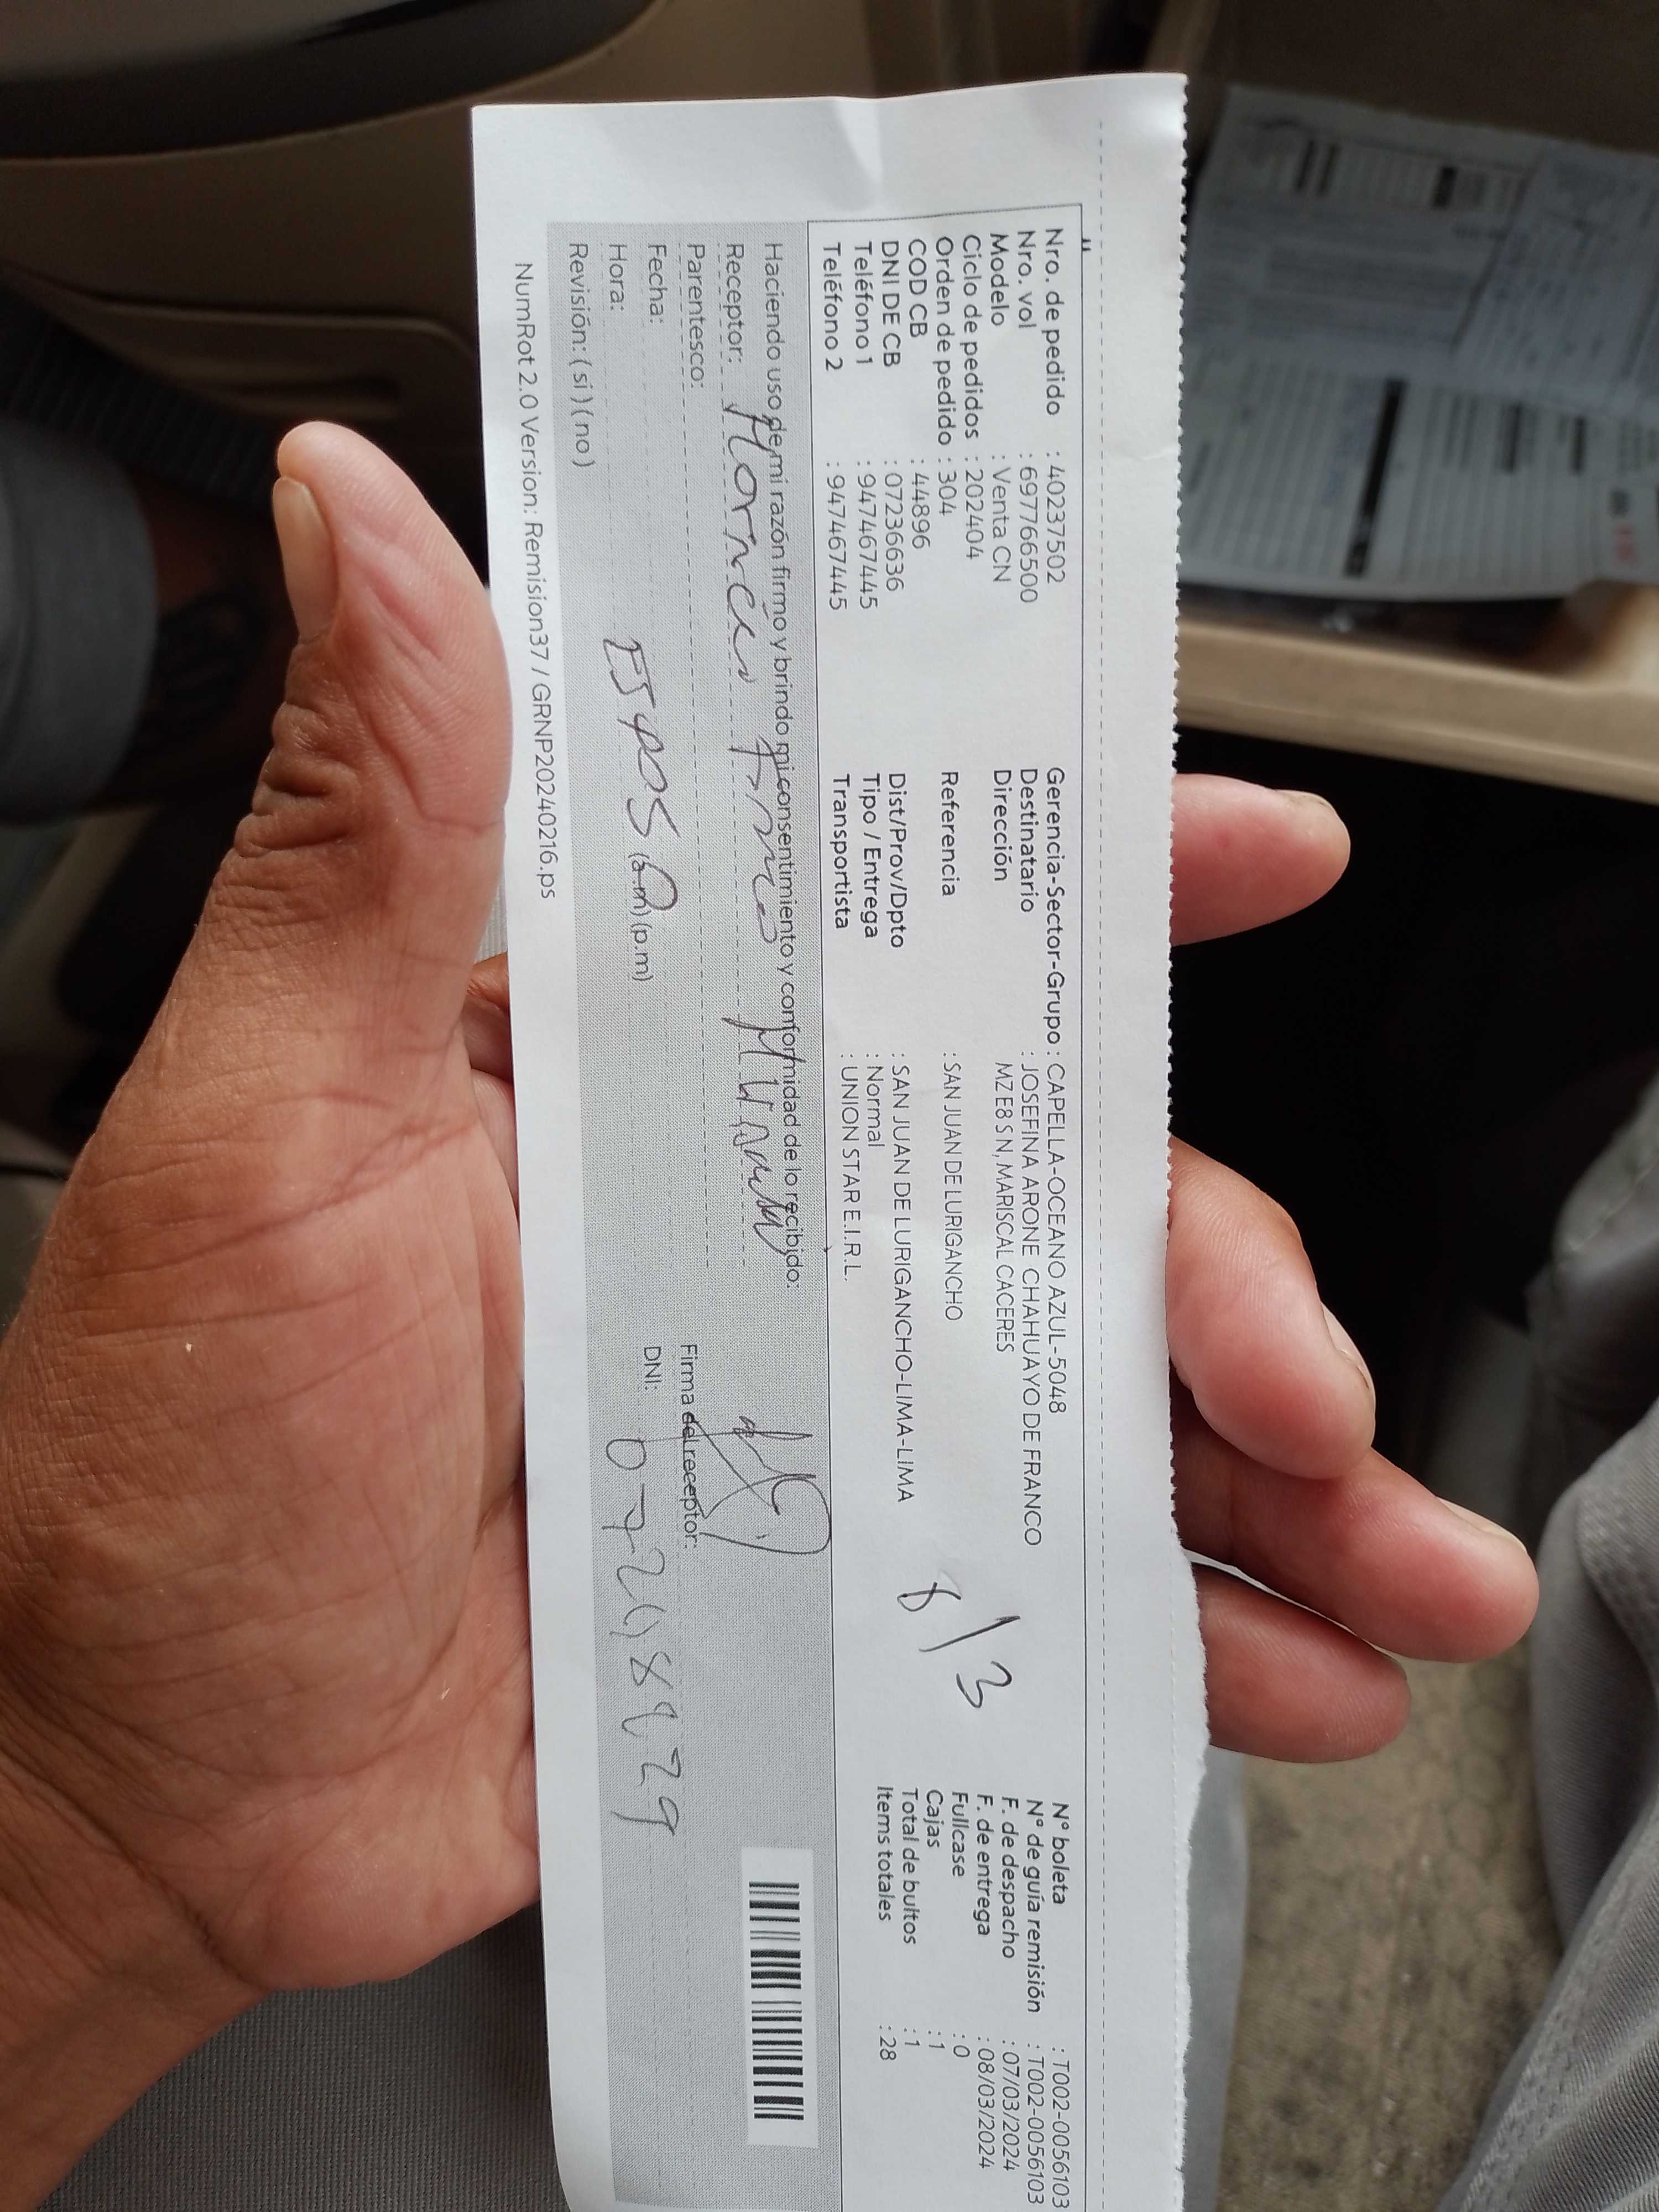 Nro. de pedido : 40237502
Nro. vol : 697766500
Modelo : Venta CN
Ciclo de pedidos : 202404
Orden de pedido : 304
COD CB : 44896
DNI DE CB : 07236636
Teléfono 1 : 947467445
Teléfono 2 : 947467445
Gerencia-Sector-Grupo : CAPELLA-OCEANO AZUL-5048
Destinatario : JOSEFINA ARONE CHAHUAYO DE FRANCO
Dirección MZ E8 S N, MARISCAL CACERES
Referencia : SAN JUAN DE LURIGANCHO
Dist/Prov/Dpto : SAN JUAN DE LURIGANCHO-LIMA-LIMA
Tipo / Entrega : Normal
Transportista : UNION STAR E.I.R.L.
8/3
N° boleta : T002-0056103
N° de guía remisión : T002-0056103
F. de despacho : 07/03/2024
F. de entrega : 08/03/2024
Fullcase : 0
Cajas : 1
Total de bultos : 1
Items totales : 28
Haciendo uso de mi razón firmo y brindo mi consentimiento y conformidad de lo recibido:
Receptor:
Parentesco:
Fecha:
Hora: Esposo (a.m) (p.m)
Revisión: ( si ) ( no )
Firma del receptor:
DNI:
NumRot 2.0 Version: Remision37 / GRNP20240216.ps